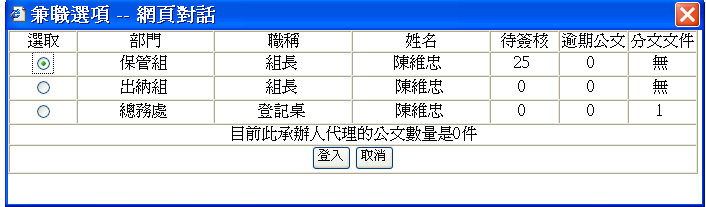 兼職選項 -- 網頁對話
選取 部門 職稱 姓名 待簽核 逾期公文 分文文件
保管組 組長 陳維忠 25 0 無
出納組 組長 陳維忠 0 0 無
總務處 登記桌 陳維忠 0 0 1
目前此承辦人代理的公文數量是0件
登入 取消